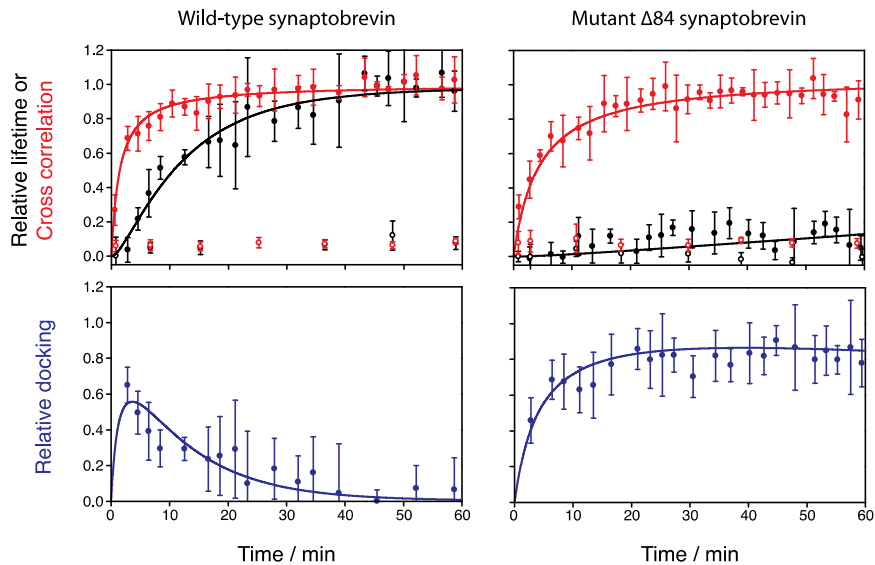 Wild-type synaptobrevin
Mutant Δ84 synaptobrevin
Relative lifetime or
Cross correlation
1.2
1.0
0.8
0.6
0.4
0.2
0.0
Relative docking
1.2
1.0
0.8
0.6
0.4
0.2
0.0
0 10 20 30 40 50 60
0 10 20 30 40 50 60
Time / min
Time / min